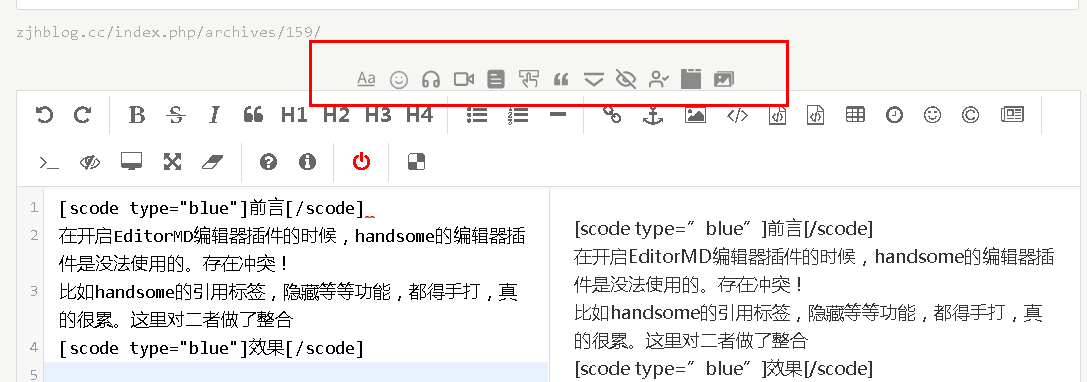 zjhblog.cc/index.php/archives/159/
Aa
B S I H1 H2 H3 H4
1 [scode type="blue"]前言[/scode]
2 在开启EditorMD编辑器插件的时候，handsome的编辑器插
件是没法使用的。存在冲突！
3 比如handsome的引用标签，隐藏等等功能，都得手打，真
的很累。这里对二者做了整合
4 [scode type="blue"]效果[/scode]
5
[scode type=”blue”]前言[/scode]
在开启EditorMD编辑器插件的时候，handsome的编辑器插
件是没法使用的。存在冲突！
比如handsome的引用标签，隐藏等等功能，都得手打，真
的很累。这里对二者做了整合
[scode type=”blue”]效果[/scode]